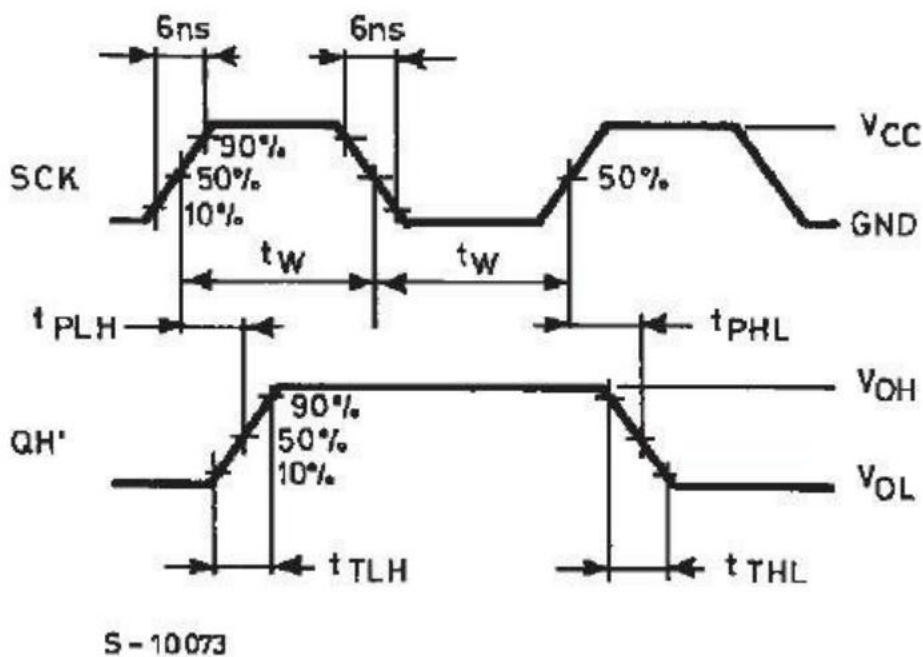 6ns 6ns
90%
SCK 50% 50% VCC
10% GND
tW tW
tPLH tPHL
VOH
90%
QH' 50%
10% VOL
tTLH tTHL
S-10073